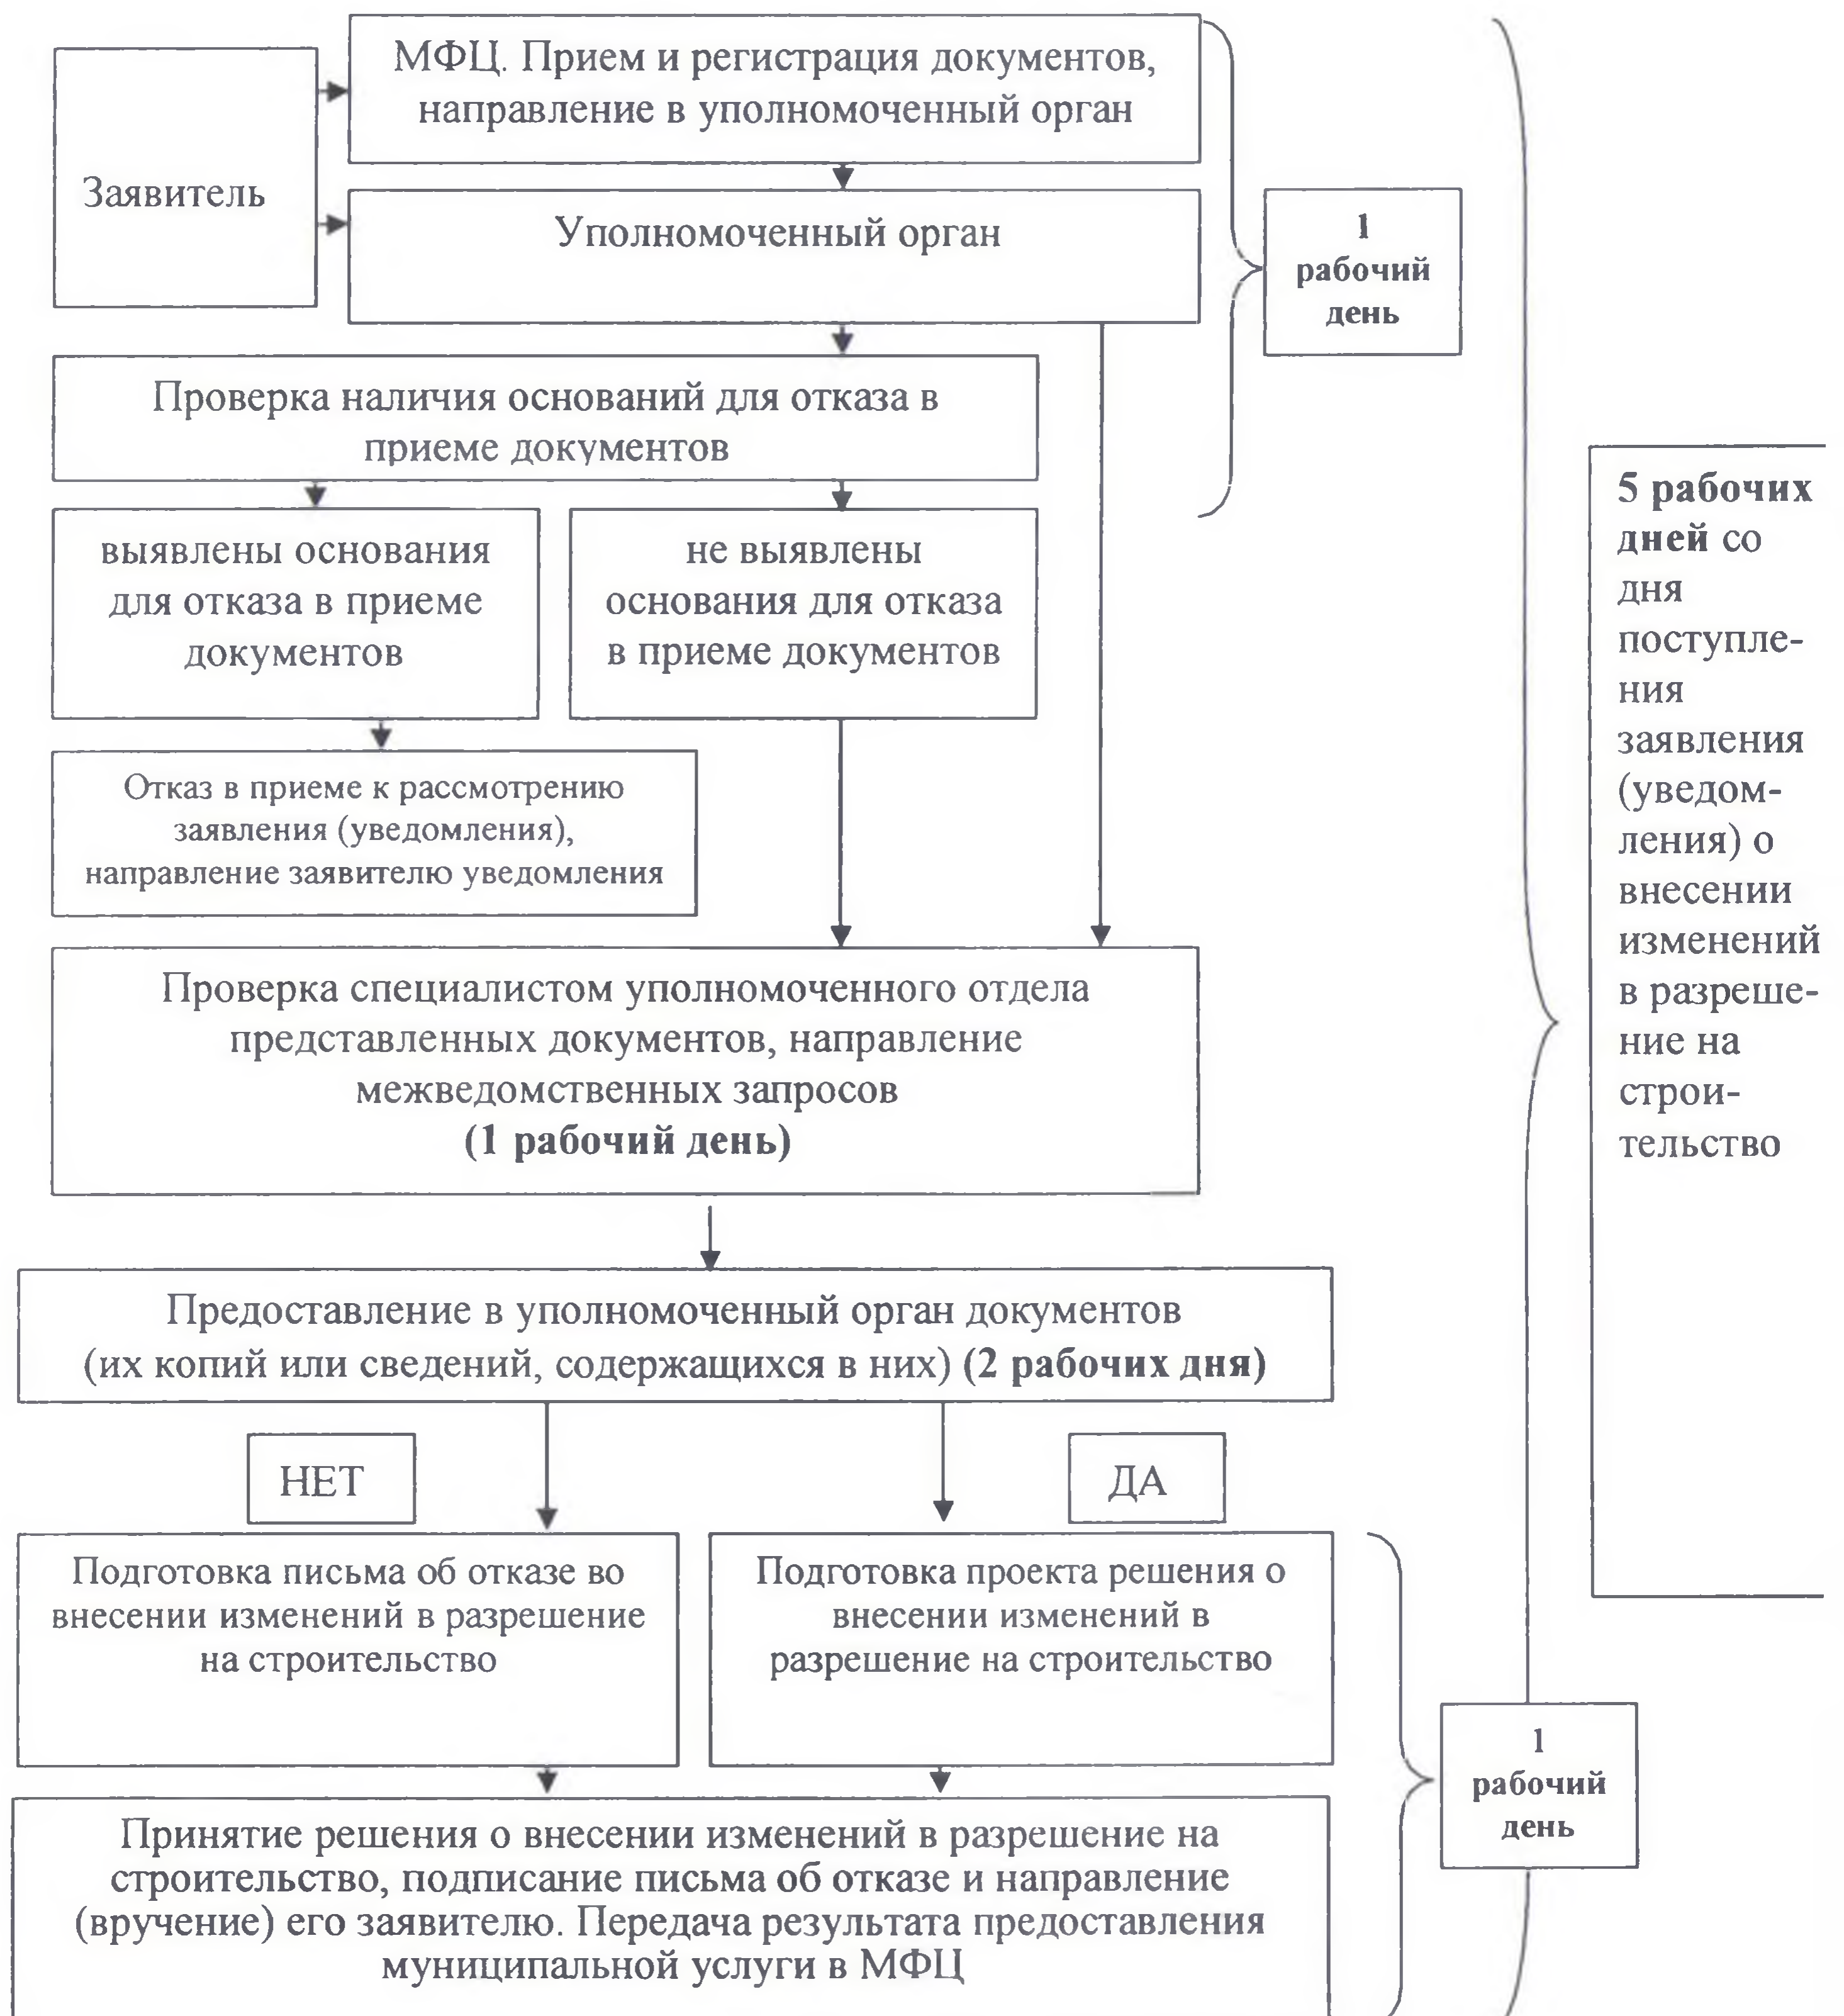 МФЦ. Прием и регистрация документов,
направление в уполномоченный орган
Заявитель
Уполномоченный орган
1
рабочий
день
Проверка наличия оснований для отказа в
приеме документов
выявлены основания
для отказа в приеме
документов
не выявлены
основания для отказа
в приеме документов
Отказ в приеме к рассмотрению
заявления (уведомления),
направление заявителю уведомления
5 рабочих
дней со
дня
поступле-
ния
заявления
(уведом-
ления) о
внесении
изменений
в разреше-
ние на
строи-
тельство
Проверка специалистом уполномоченного отдела
представленных документов, направление
межведомственных запросов
(1 рабочий день)
Предоставление в уполномоченный орган документов
(их копий или сведений, содержащихся в них) (2 рабочих дня)
НЕТ
ДА
Подготовка письма об отказе во
внесении изменений в разрешение
на строительство
Подготовка проекта решения о
внесении изменений в
разрешение на строительство
1
рабочий
день
Принятие решения о внесении изменений в разрешение на
строительство, подписание письма об отказе и направление
(вручение) его заявителю. Передача результата предоставления
муниципальной услуги в МФЦ